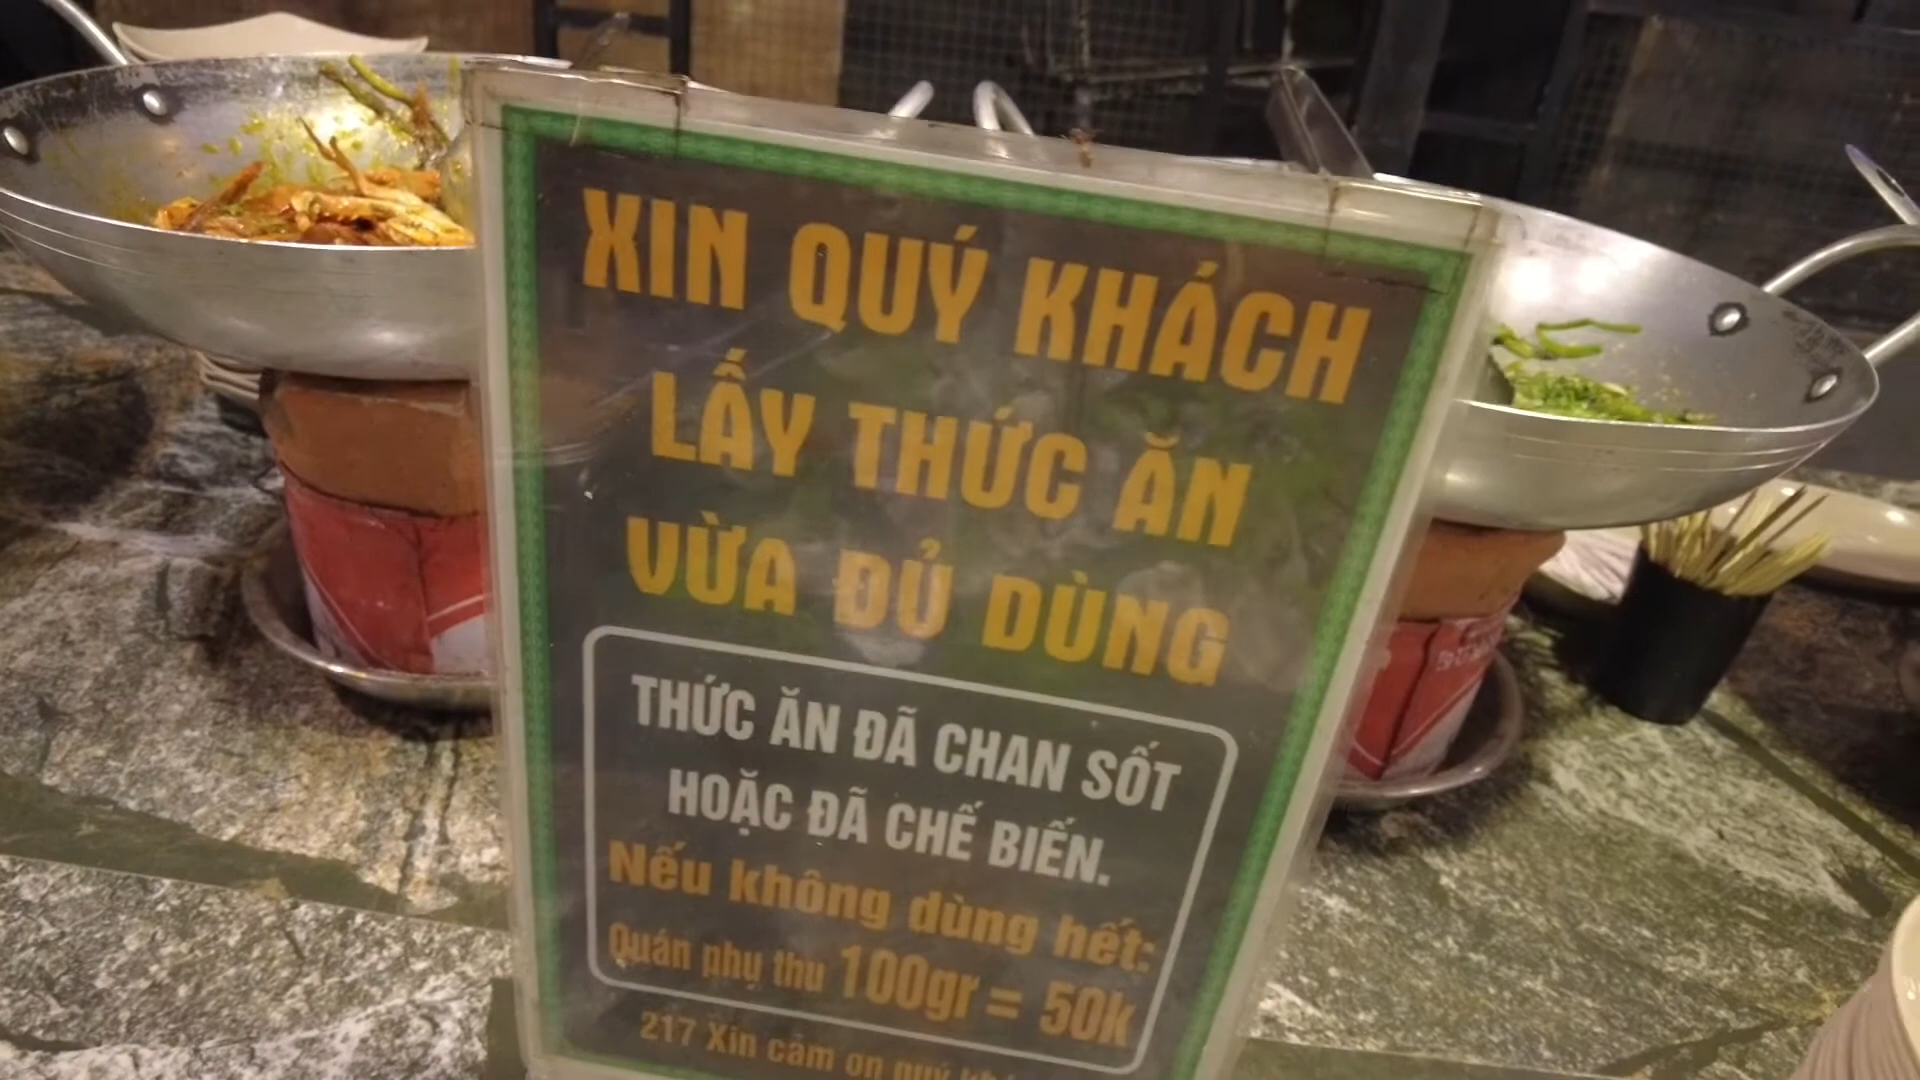 XIN QUÝ KHÁCH
LẤY THỨC ĂN
VỪA ĐỦ DÙNG
THỨC ĂN ĐÃ CHAN SỐT
HOẶC ĐÃ CHẾ BIẾN.
Nếu không dùng hết:
Quán phụ thu 100gr = 50k
217 Xin cảm ơn quý